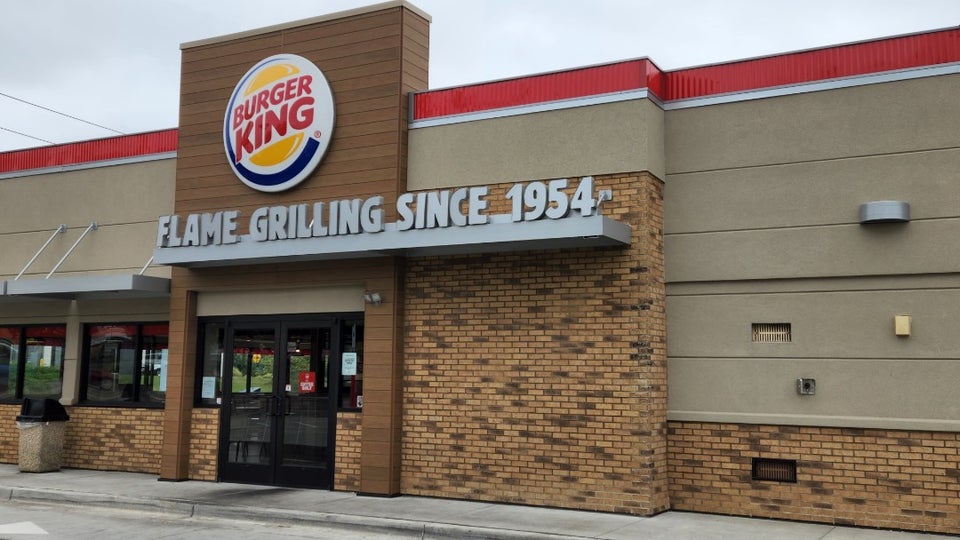 BURGER
KING
®
FLAME GRILLING SINCE 1954